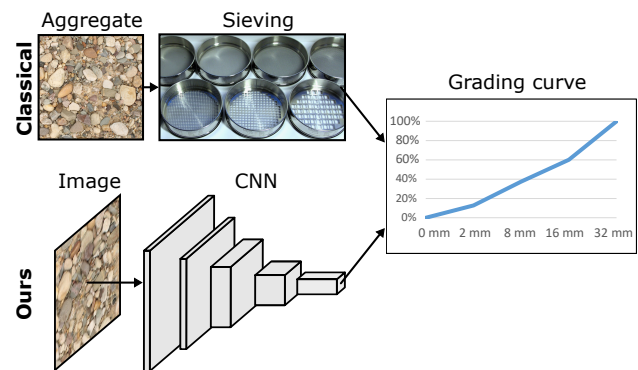 Aggregate
Sieving
Classical
Grading curve
100%
80%
60%
40%
20%
0%
0 mm
2 mm
8 mm
16 mm
32 mm
Image
CNN
Ours